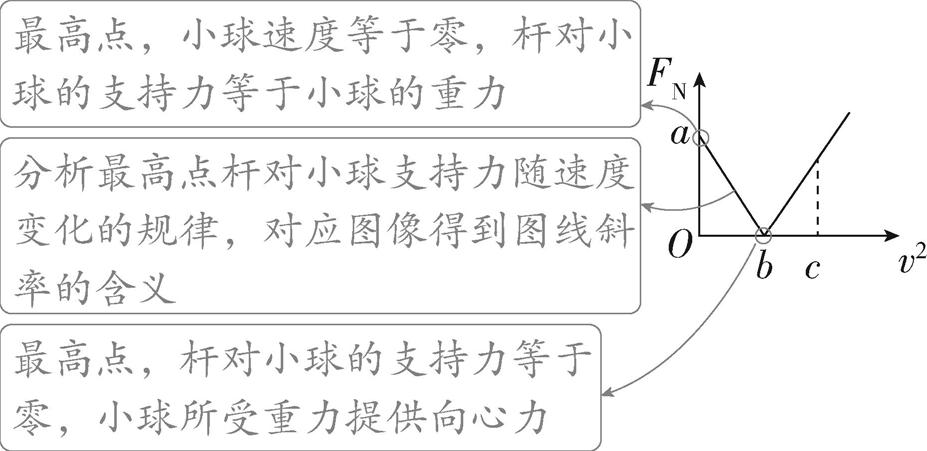 最高点，小球速度等于零，杆对小
球的支持力等于小球的重力
分析最高点杆对小球支持力随速度
变化的规律，对应图像得到图线斜
率的含义
最高点，杆对小球的支持力等于
零，小球所受重力提供向心力
F_N
a
O
b
c
v²